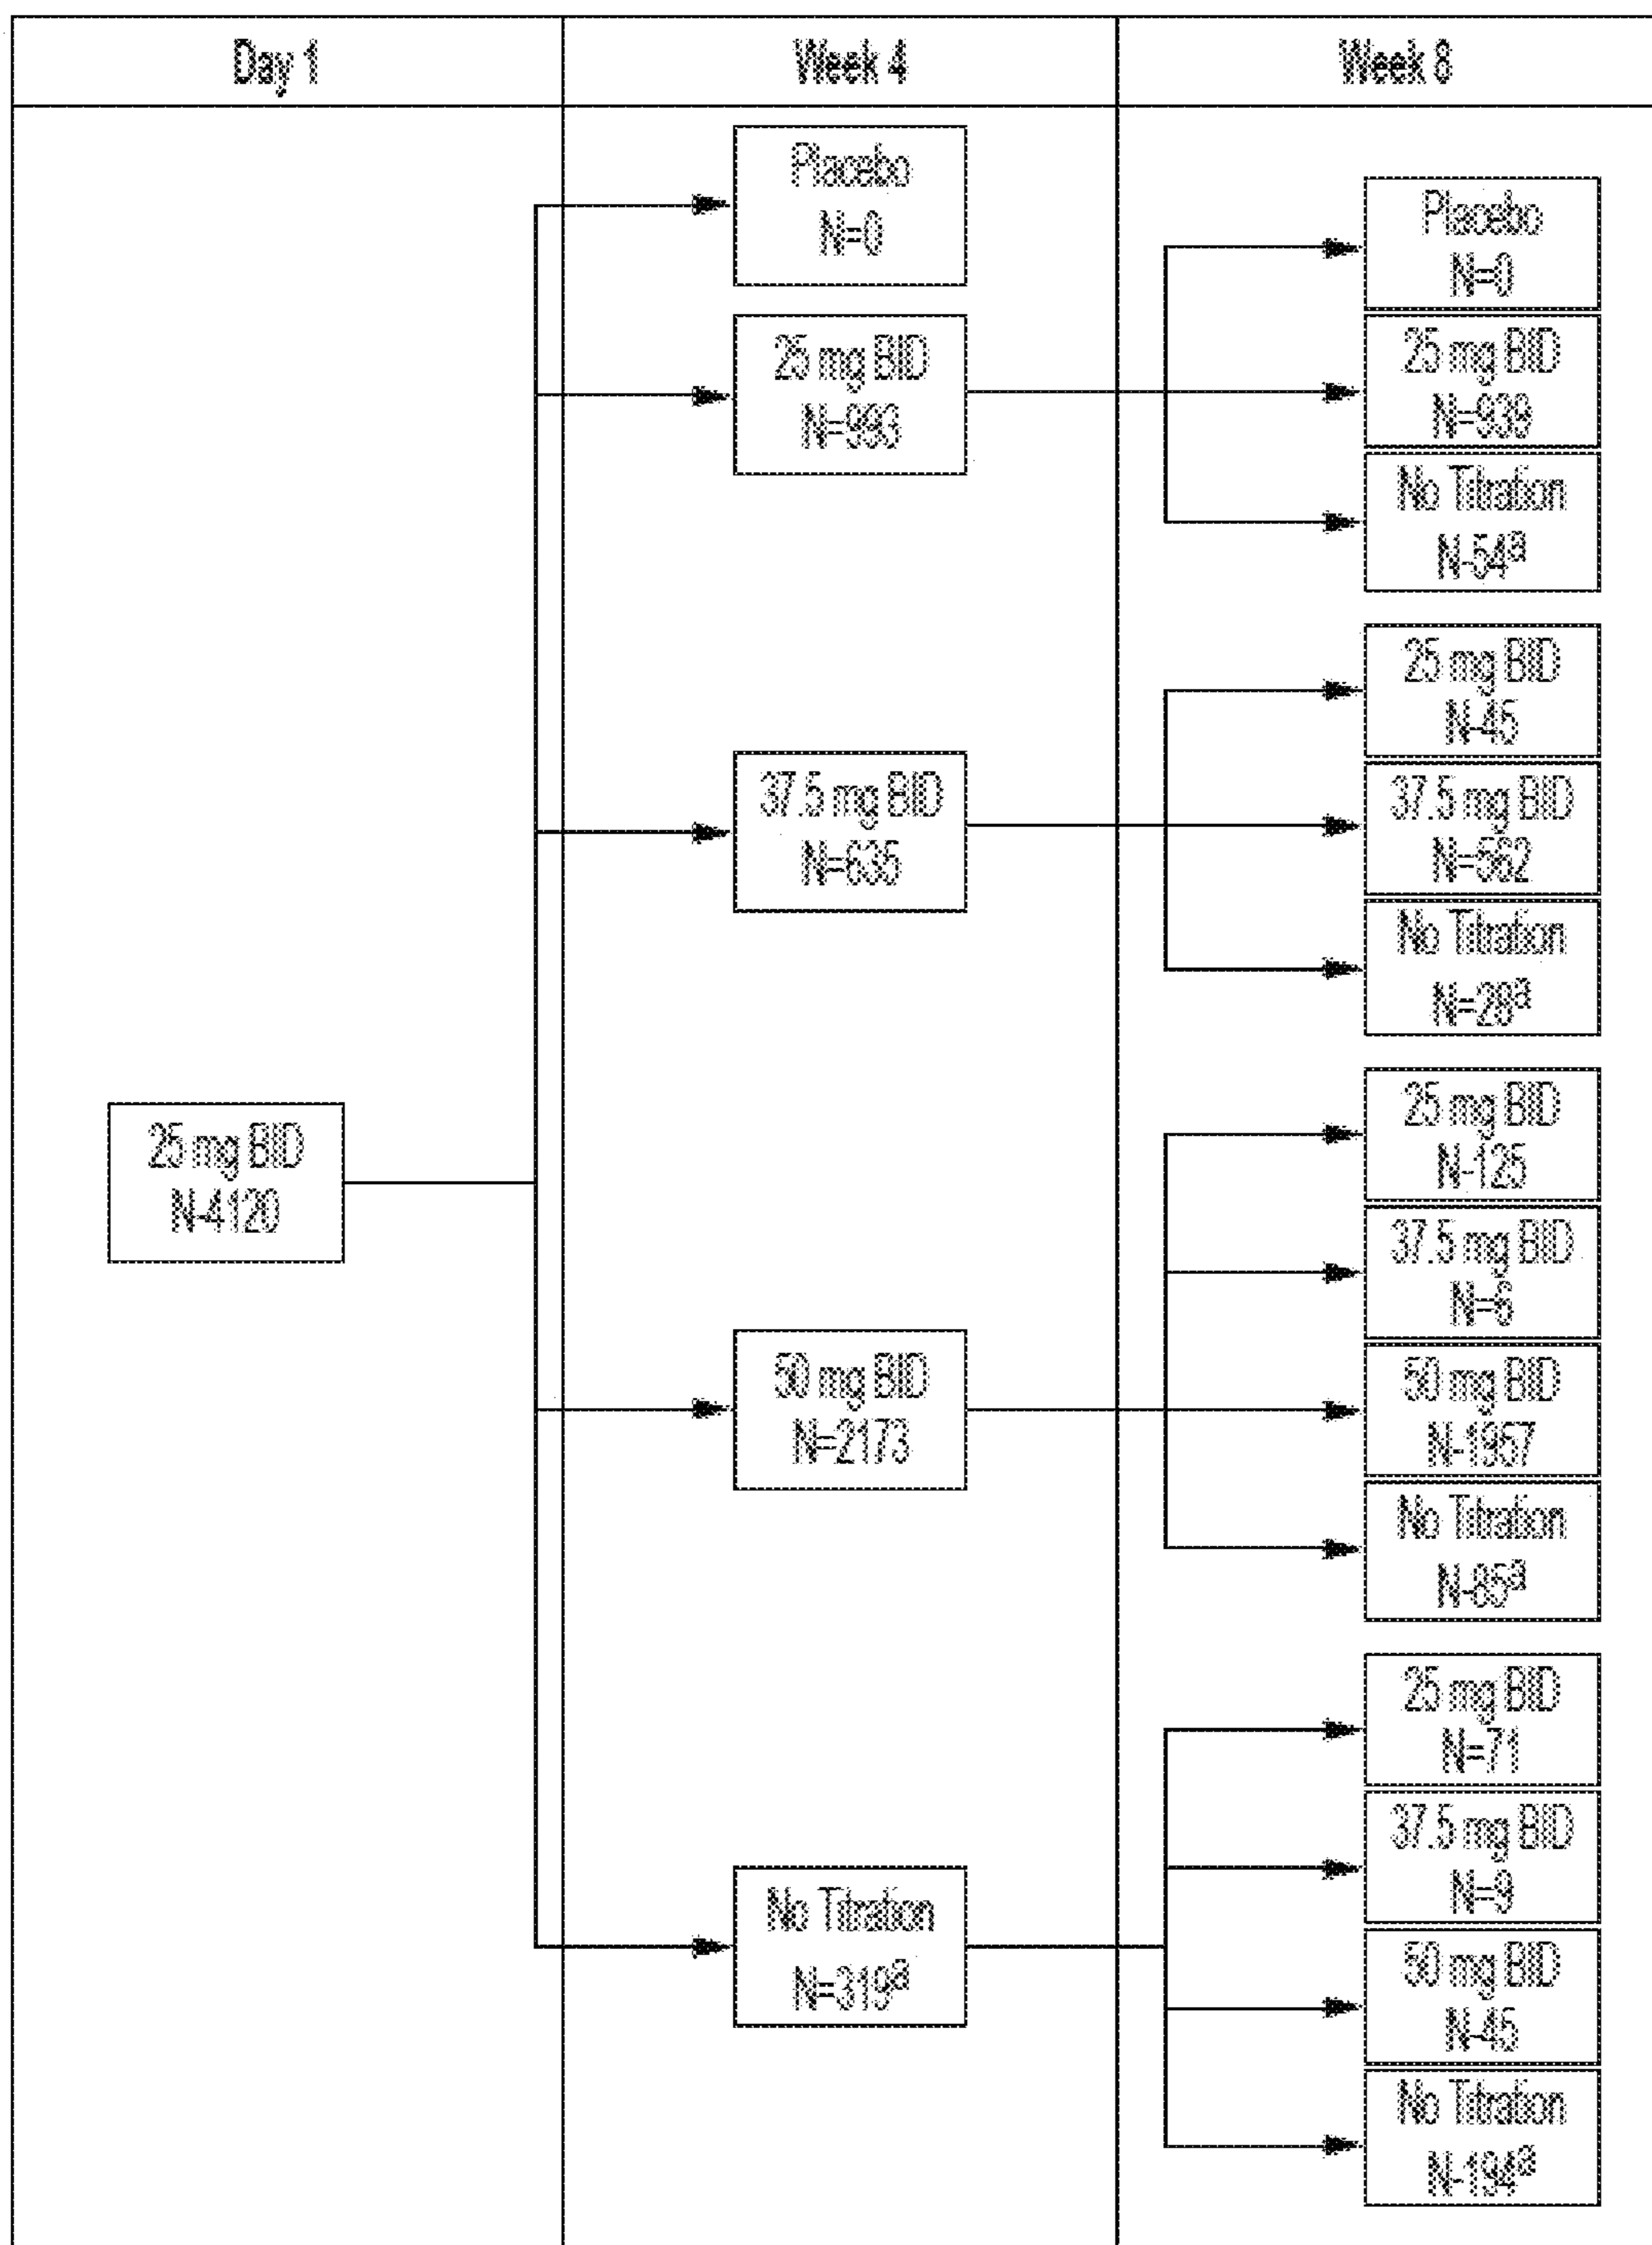 Day 1
Week 4
Week 8
25 mg BID
N-4120
Placebo
N=0
25 mg BID
N=993
37.5 mg BID
N=635
50 mg BID
N=2173
No Titration
N=319ª
Placebo
N=0
25 mg BID
N=939
No Titration
N-54ª
25 mg BID
N-45
37.5 mg BID
N=562
No Titration
N=28ª
25 mg BID
N-125
37.5 mg BID
N=6
50 mg BID
N-1957
No Titration
N-85ª
25 mg BID
N=71
37.5 mg BID
N=9
50 mg BID
N-45
No Titration
N-194ª